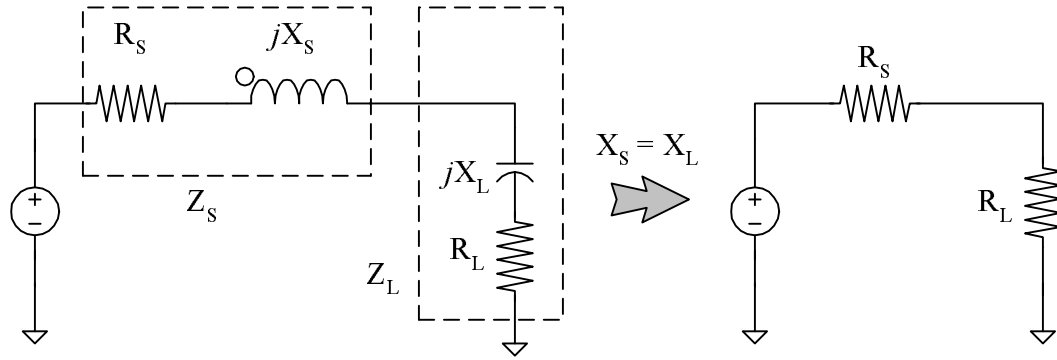 R_S
jX_S
Z_S
+
−
jX_L
R_L
Z_L
X_S = X_L
R_S
+
−
R_L